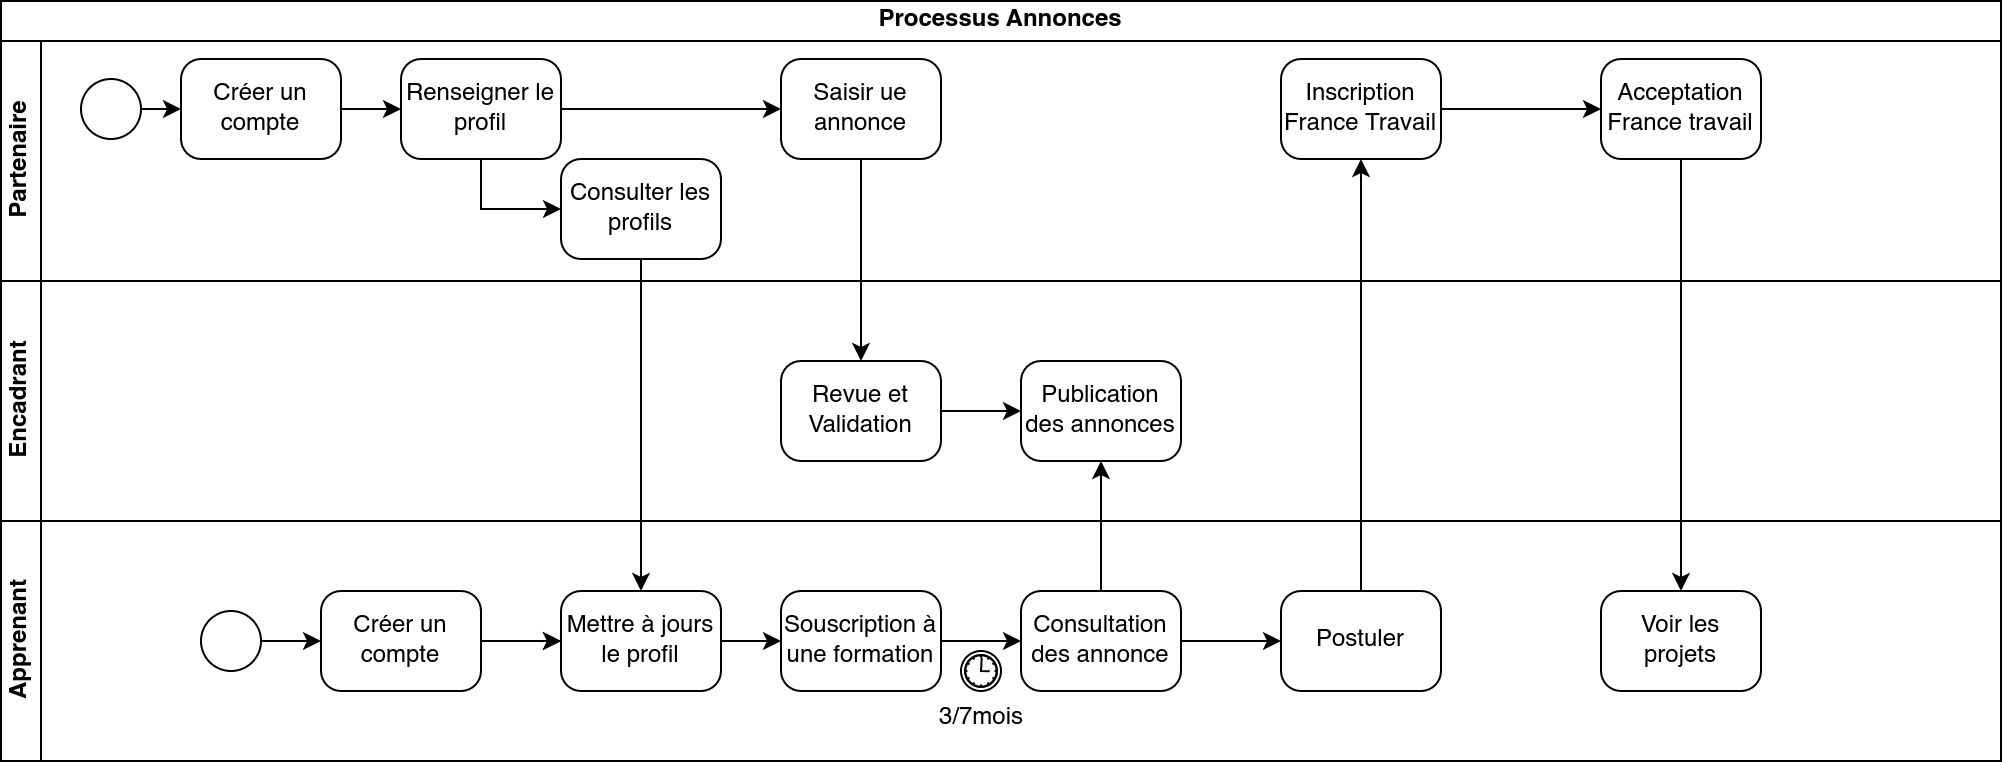 Processus Annonces
Partenaire
Créer un
compte
Renseigner le
profil
Consulter les
profils
Saisir ue
annonce
Inscription
France Travail
Acceptation
France travail
Encadrant
Revue et
Validation
Publication
des annonces
Apprenant
Créer un
compte
Mettre à jours
le profil
Souscription à
une formation
3/7mois
Consultation
des annonce
Postuler
Voir les
projets